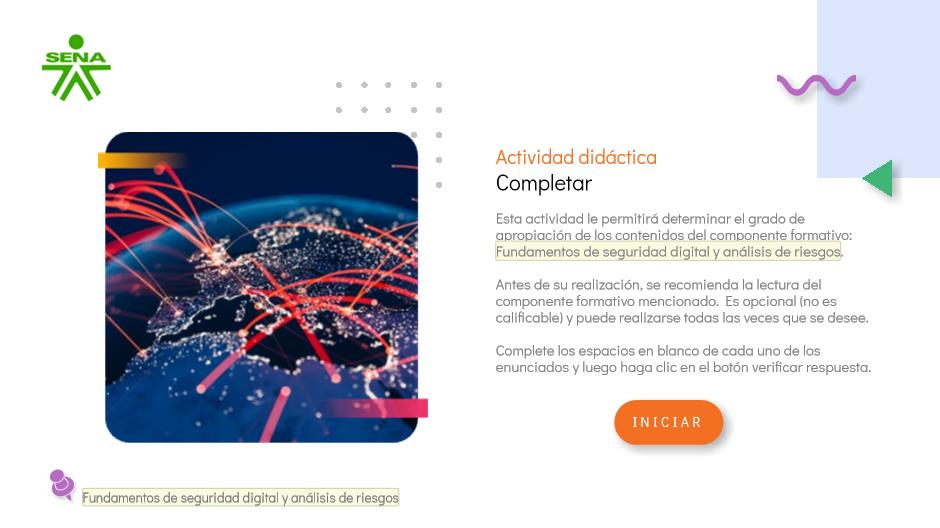 SENA
Actividad didáctica
Completar
Esta actividad le permitirá determinar el grado de
apropiación de los contenidos del componente formativo:
Fundamentos de seguridad digital y análisis de riesgos.
Antes de su realización, se recomienda la lectura del
componente formativo mencionado. Es opcional (no es
calificable) y puede realizarse todas las veces que se desee.
Complete los espacios en blanco de cada uno de los
enunciados y luego haga clic en el botón verificar respuesta.
INICIAR
Fundamentos de seguridad digital y análisis de riesgos